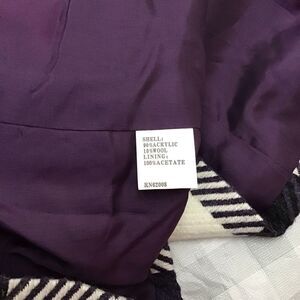 SHELL:
90%ACRYLIC
10%WOOL
LINING:
100%ACETATE
RN62008